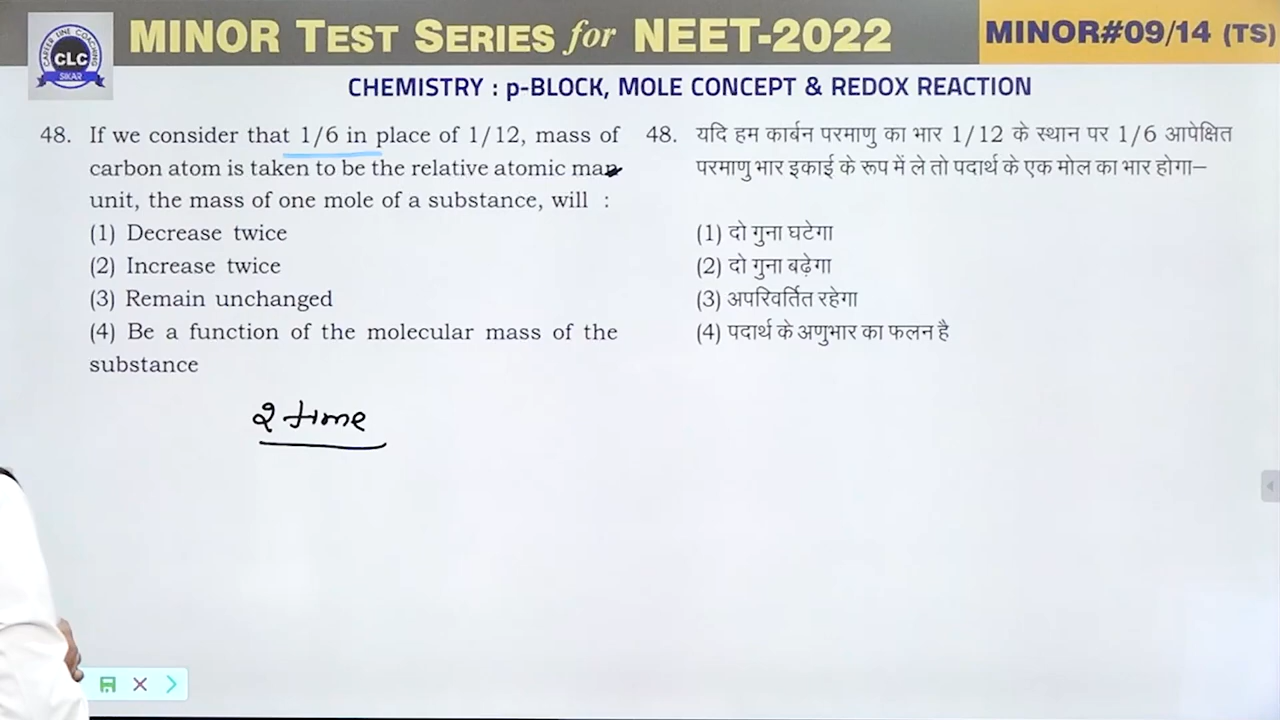 CAREER LINE COACHING
CLC
SIKAR
MINOR TEST SERIES for NEET-2022
MINOR#09/14 (TS)
CHEMISTRY : p-BLOCK, MOLE CONCEPT & REDOX REACTION
48. If we consider that 1/6 in place of 1/12, mass of
carbon atom is taken to be the relative atomic mas
unit, the mass of one mole of a substance, will :
(1) Decrease twice
(2) Increase twice
(3) Remain unchanged
(4) Be a function of the molecular mass of the
substance
2 time
48. यदि हम कार्बन परमाणु का भार 1/12 के स्थान पर 1/6 आपेक्षित
परमाणु भार इकाई के रूप में ले तो पदार्थ के एक मोल का भार होगा–
(1) दो गुना घटेगा
(2) दो गुना बढ़ेगा
(3) अपरिवर्तित रहेगा
(4) पदार्थ के अणुभार का फलन है